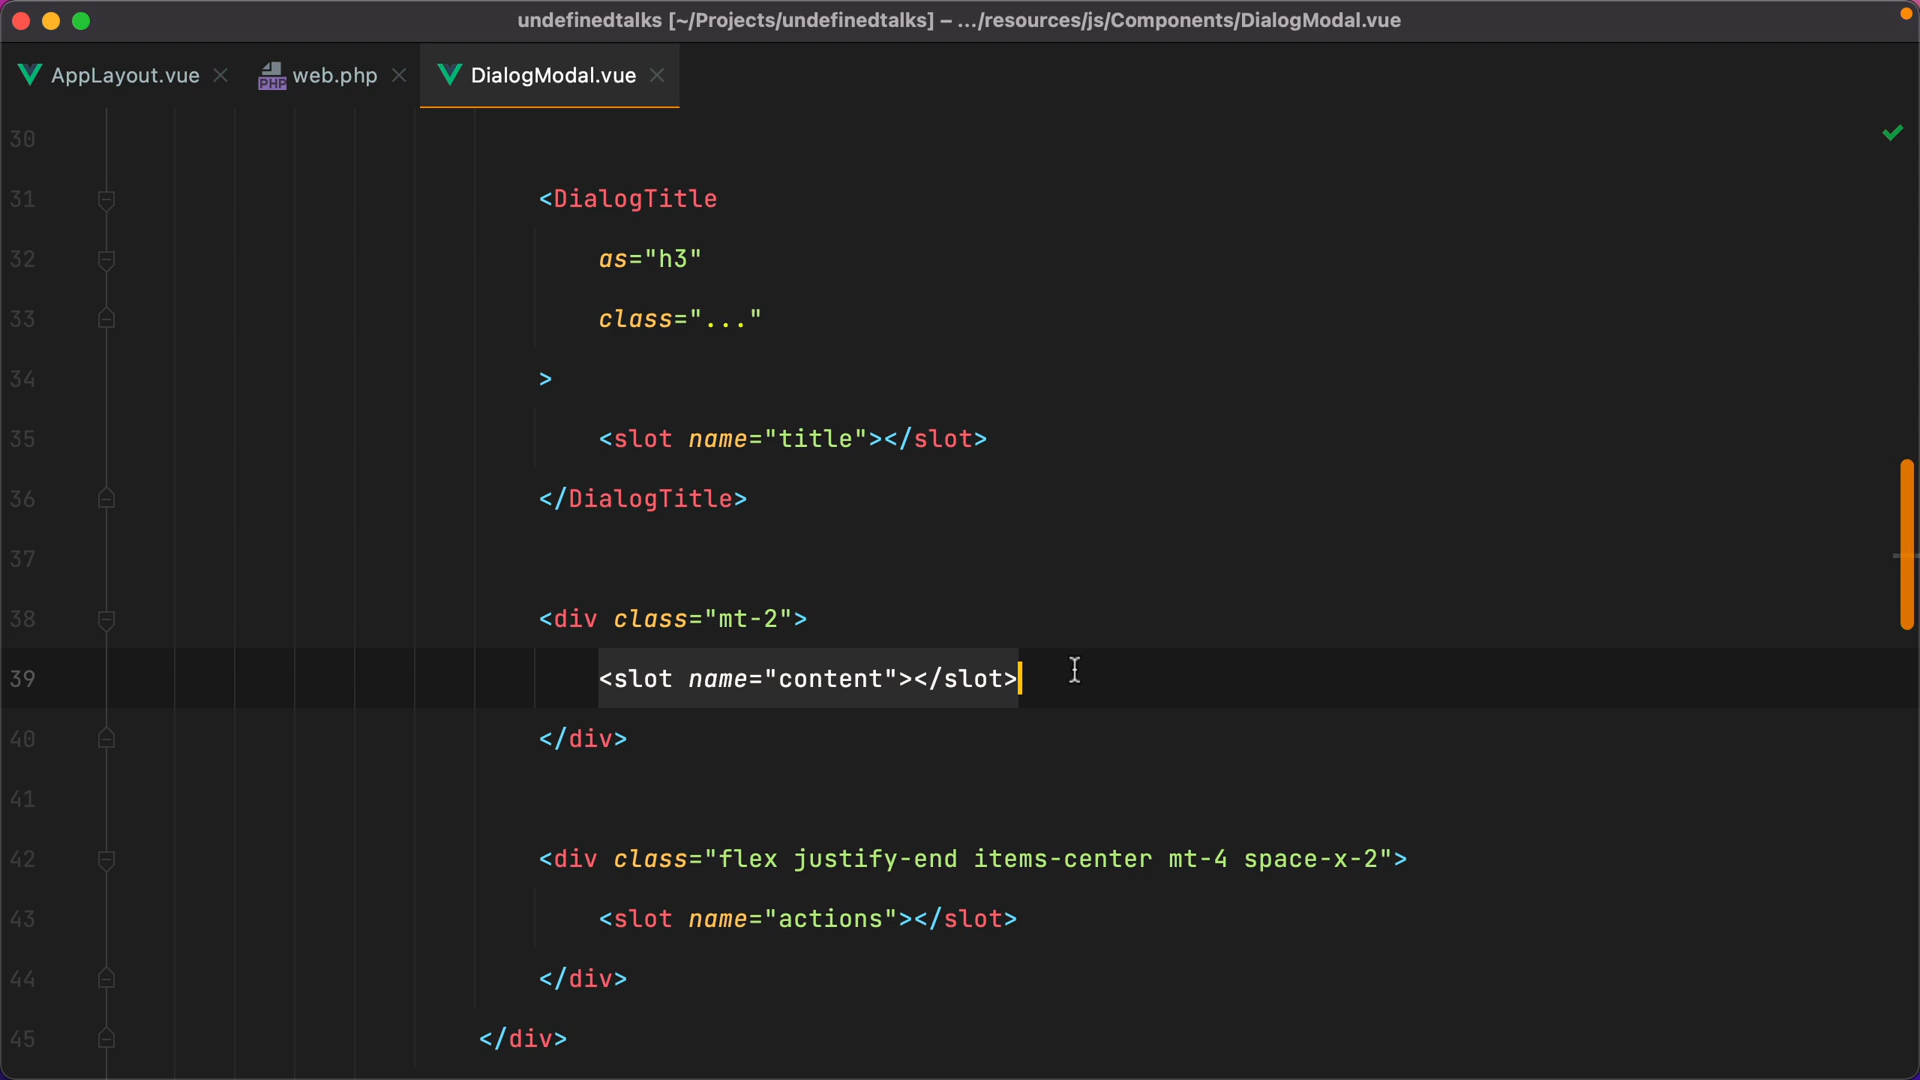 undefinedtalks [~/Projects/undefinedtalks] – .../resources/js/Components/DialogModal.vue
AppLayout.vue
PHP web.php
DialogModal.vue
30
31 <DialogTitle
32 as="h3"
33 class="..."
34 >
35 <slot name="title"></slot>
36 </DialogTitle>
37
38 <div class="mt-2">
39 <slot name="content"></slot>
40 </div>
41
42 <div class="flex justify-end items-center mt-4 space-x-2">
43 <slot name="actions"></slot>
44 </div>
45 </div>